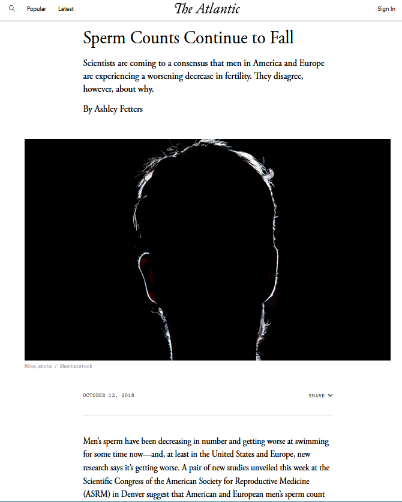 Popular
Latest
The Atlantic
Sign In
Sperm Counts Continue to Fall
Scientists are coming to a consensus that men in America and Europe
are experiencing a worsening decrease in fertility. They disagree,
however, about why.
By Ashley Fetters
/ Shutterstock
OCTOBER 12, 2018
SHARE
Men's sperm have been decreasing in number and getting worse at swimming
for some time now—and, at least in the United States and Europe, new
research says it's getting worse. A pair of new studies unveiled this week at the
Scientific Congress of the American Society for Reproductive Medicine
(ASRM) in Denver suggest that American and European men's sperm count